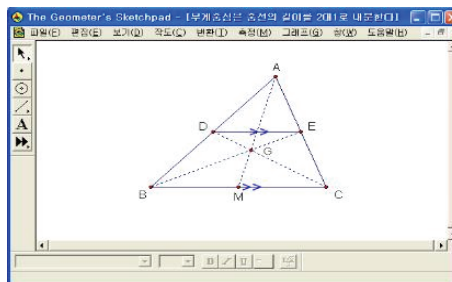 The Geometer's Sketchpad - [무게중심은 중선의 길이를 2대1로 내분한다]
파일(F) 편집(E) 보기(D) 작도(C) 변환(T) 측정(M) 그래프(G) 창(W) 도움말(H)
A
D E
G
B M C
A